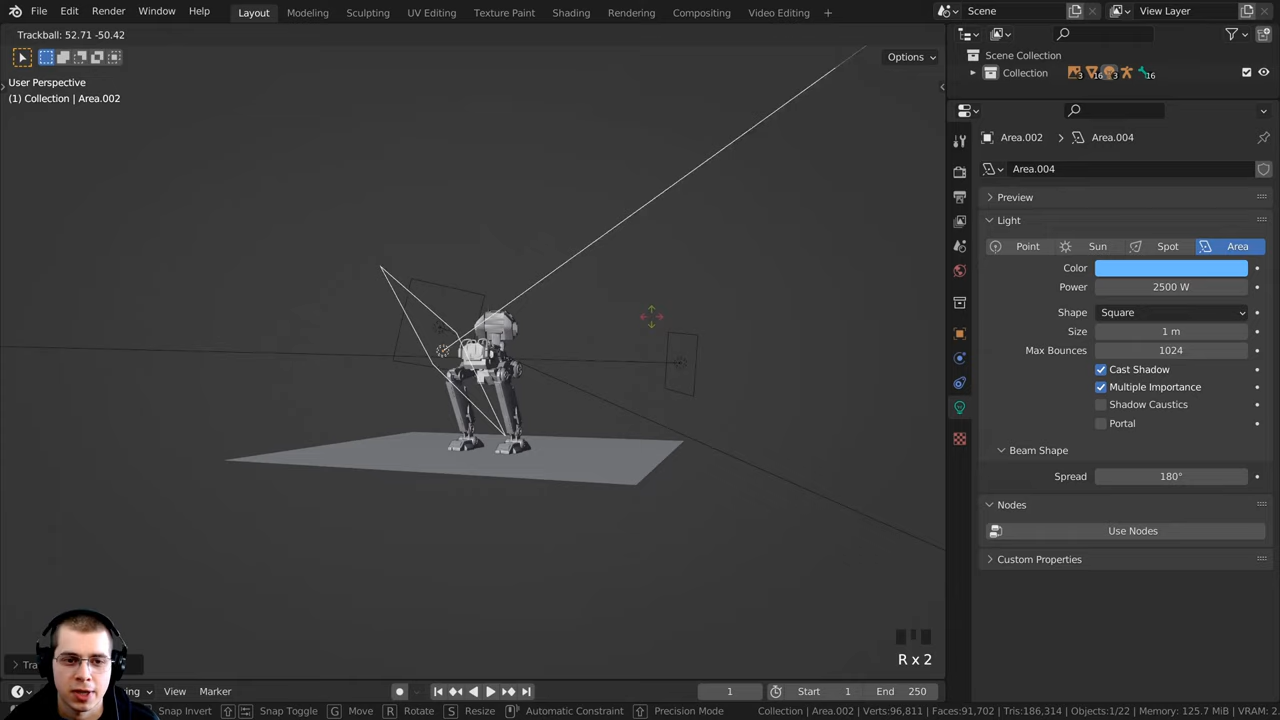 File Edit Render Window Help Layout Modeling Sculpting UV Editing Texture Paint Shading Rendering Compositing Video Editing + Scene View Layer
Trackball: 52.71 -50.42
Options
User Perspective
(1) Collection | Area.002
Scene Collection
Collection 3 16 3 16
Area.002 > Area.004
Area.004
Preview
Light
Point Sun Spot Area
Color
Power 2500 W
Shape Square
Size 1 m
Max Bounces 1024
Cast Shadow
Multiple Importance
Shadow Caustics
Portal
Beam Shape
Spread 180°
Nodes
Use Nodes
Custom Properties
R x 2
View Marker 1 Start 1 End 250
Snap Invert Snap Toggle G Move R Rotation S Resize Automatic Constraint Precision Mode Collection | Area.002 | Verts:96,811 | Faces:91,702 | Tris:186,314 | Objects:1/22 | Memory: 125.7 MiB | VRAM: 2.